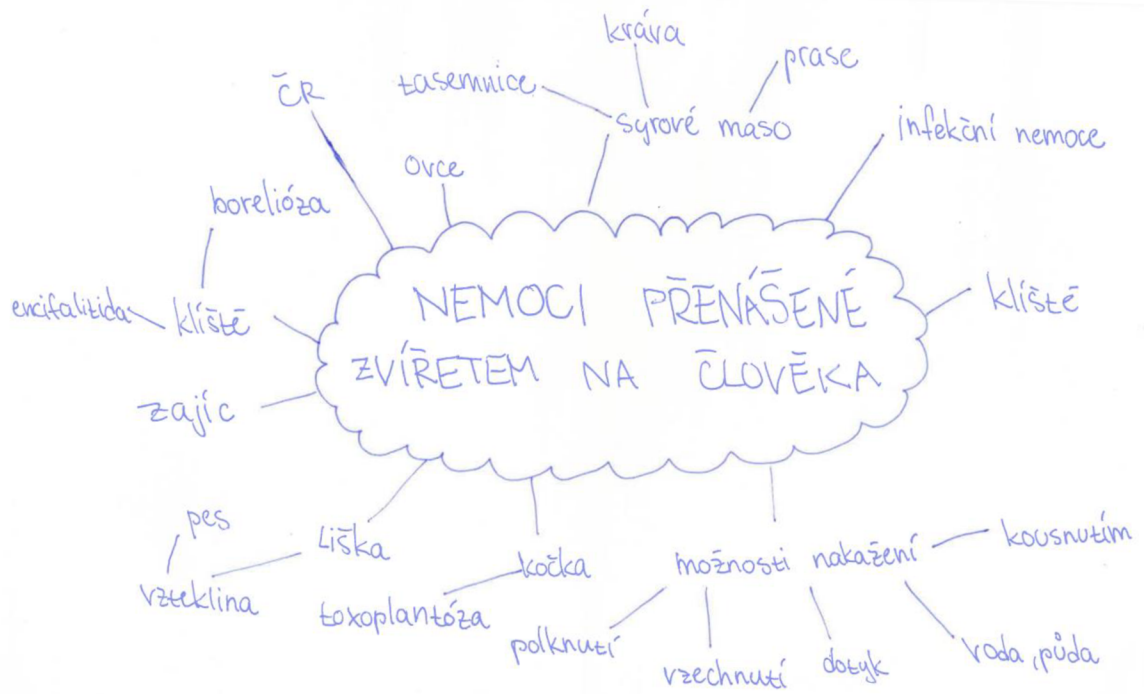 kráva
prase
tasemnice
ČR
syrové maso
infekční nemoce
ovce
borelióza
NEMOCI PŘENÁŠENÉ
ZVÍŘETEM NA ČLOVĚKA
klíště
encifalitida
klíště
zajíc
pes
Liška
kočka
možnosti nakažení
kousnutím
vzteklina
toxoplantóza
polknutí
vzechnutí
dotyk
voda, půda